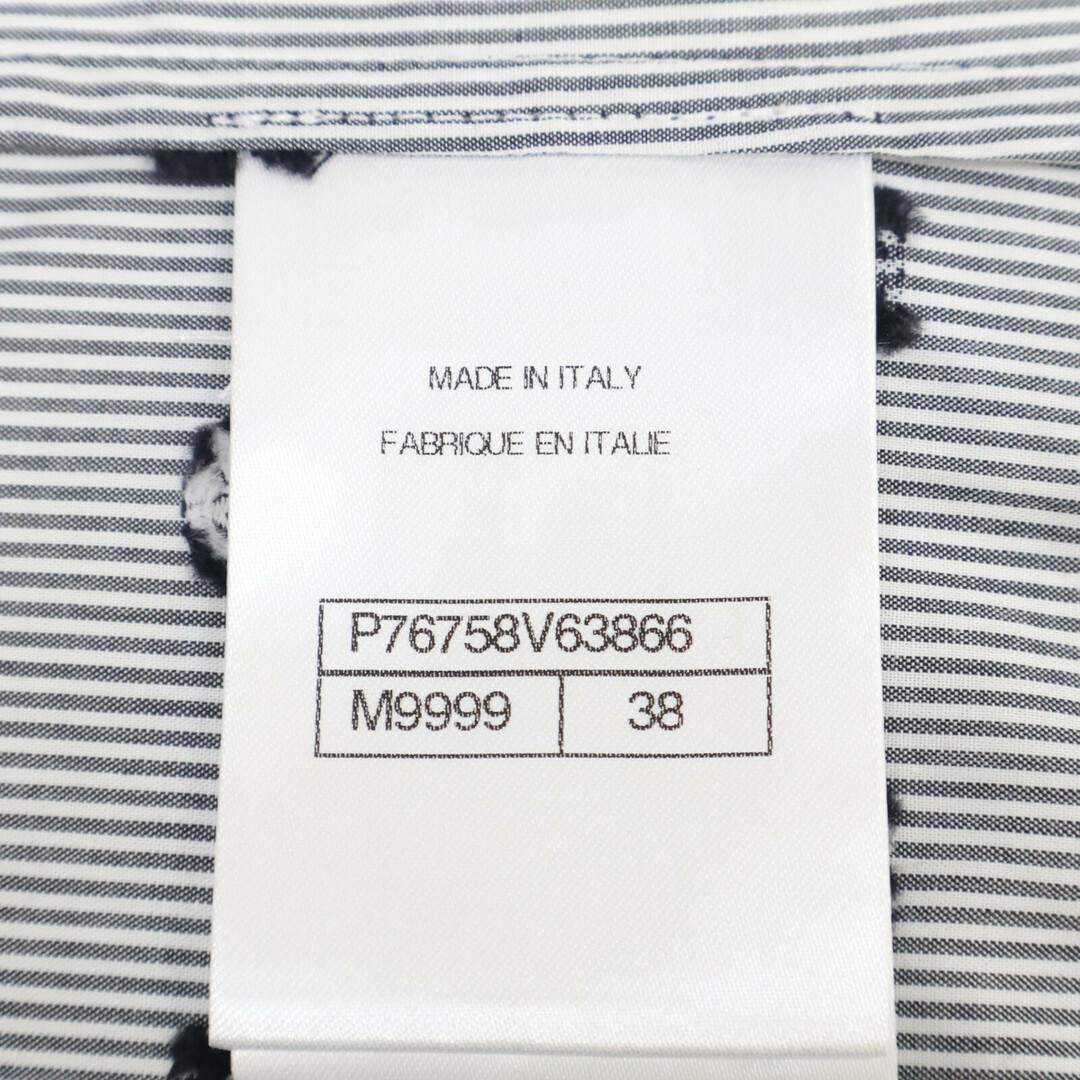 MADE IN ITALY
FABRIQUE EN ITALIE
P76758V63866
M9999 38